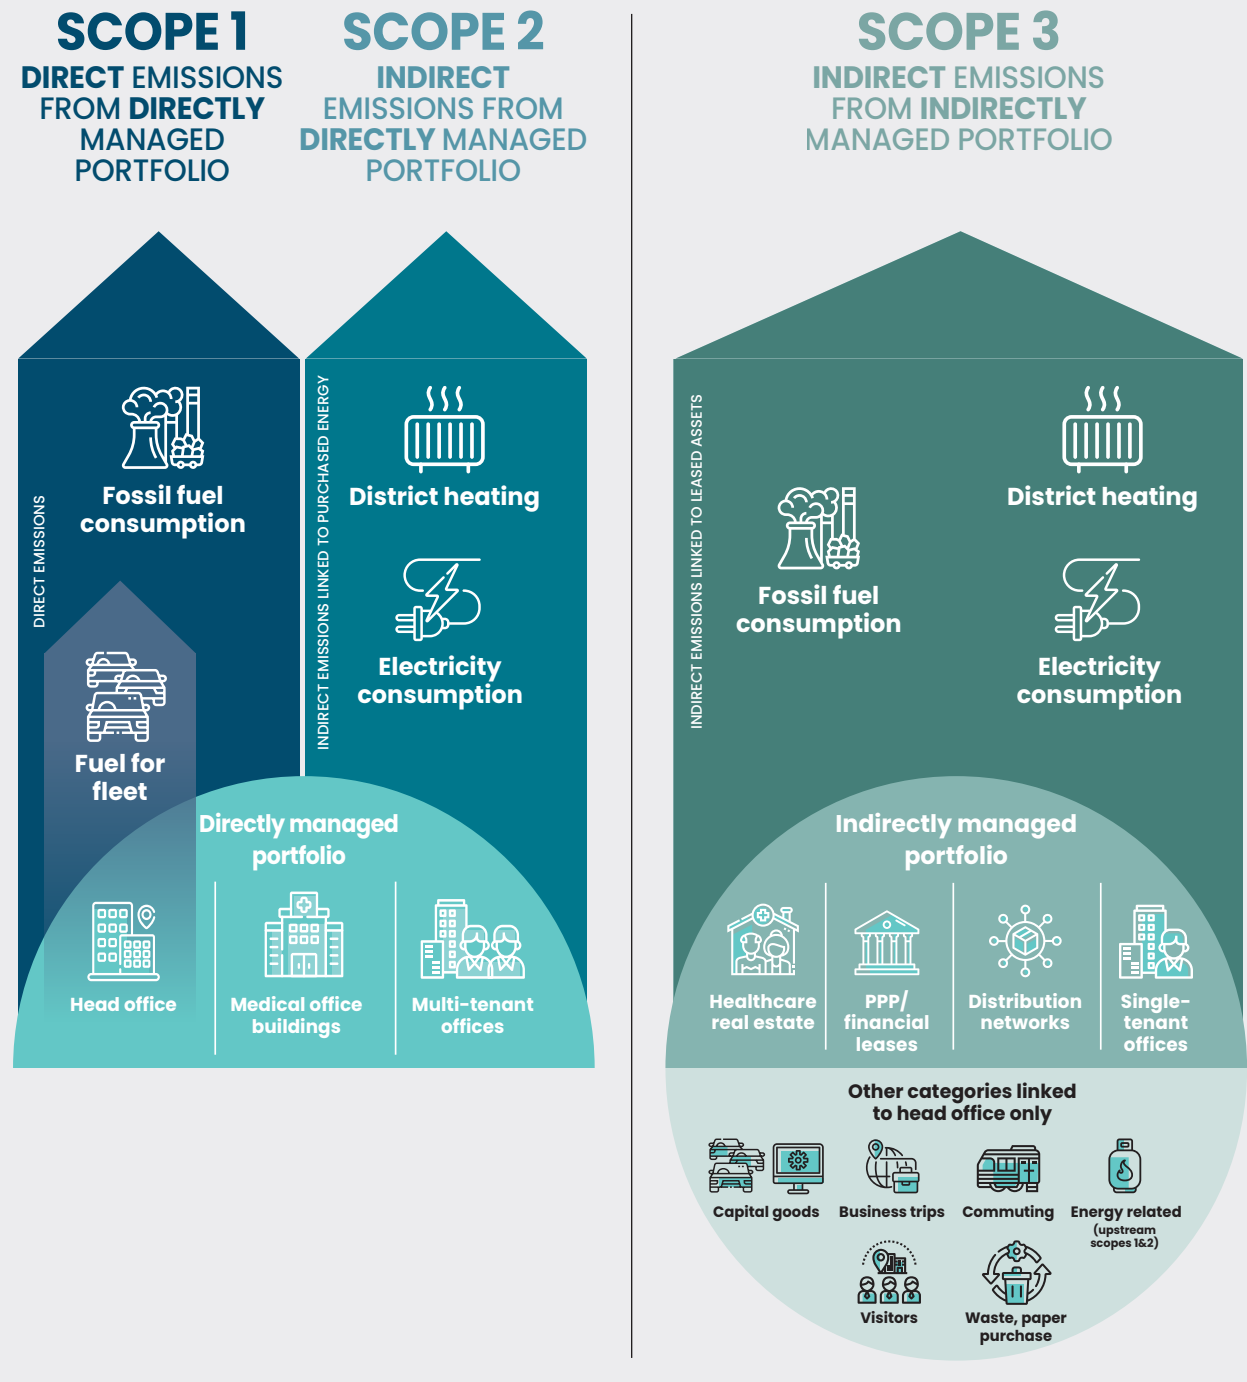 SCOPE 1
DIRECT EMISSIONS
FROM DIRECTLY
MANAGED
PORTFOLIO
SCOPE 2
INDIRECT
EMISSIONS FROM
DIRECTLY MANAGED
PORTFOLIO
SCOPE 3
INDIRECT EMISSIONS
FROM INDIRECTLY
MANAGED PORTFOLIO
DIRECT EMISSIONS
Fossil fuel
consumption
Fuel for
fleet
INDIRECT EMISSIONS LINKED TO PURCHASED ENERGY
District heating
Electricity
consumption
Directly managed
portfolio
Head office
Medical office
buildings
Multi-tenant
offices
INDIRECT EMISSIONS LINKED TO LEASED ASSETS
Fossil fuel
consumption
District heating
Electricity
consumption
Indirectly managed
portfolio
Healthcare
real estate
PPP/
financial
leases
Distribution
networks
Single-
tenant
offices
Other categories linked
to head office only
Capital goods
Business trips
Commuting
Energy related
(upstream
scopes 1&2)
Visitors
Waste, paper
purchase